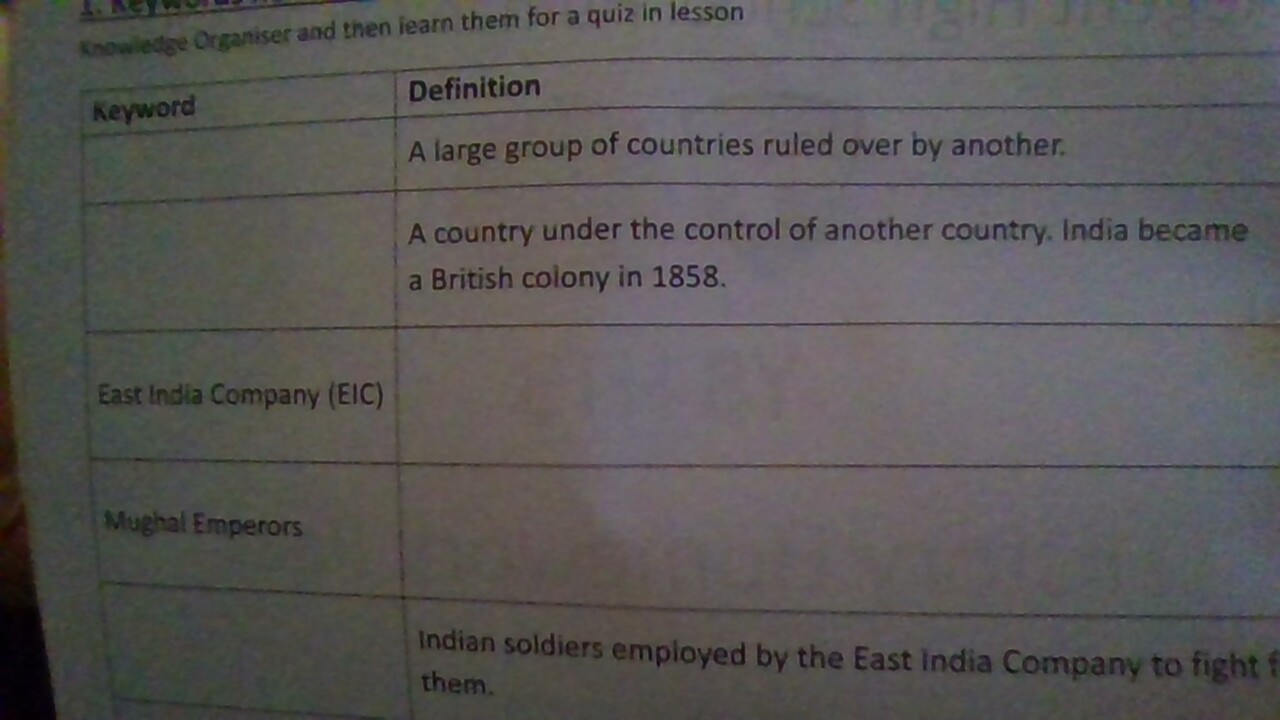 1. Keywords
Knowledge Organiser and then learn them for a quiz in lesson
Keyword
Definition
A large group of countries ruled over by another.
A country under the control of another country. India became
a British colony in 1858.
East India Company (EIC)
Mughal Emperors
Indian soldiers employed by the East India Company to fight
them.